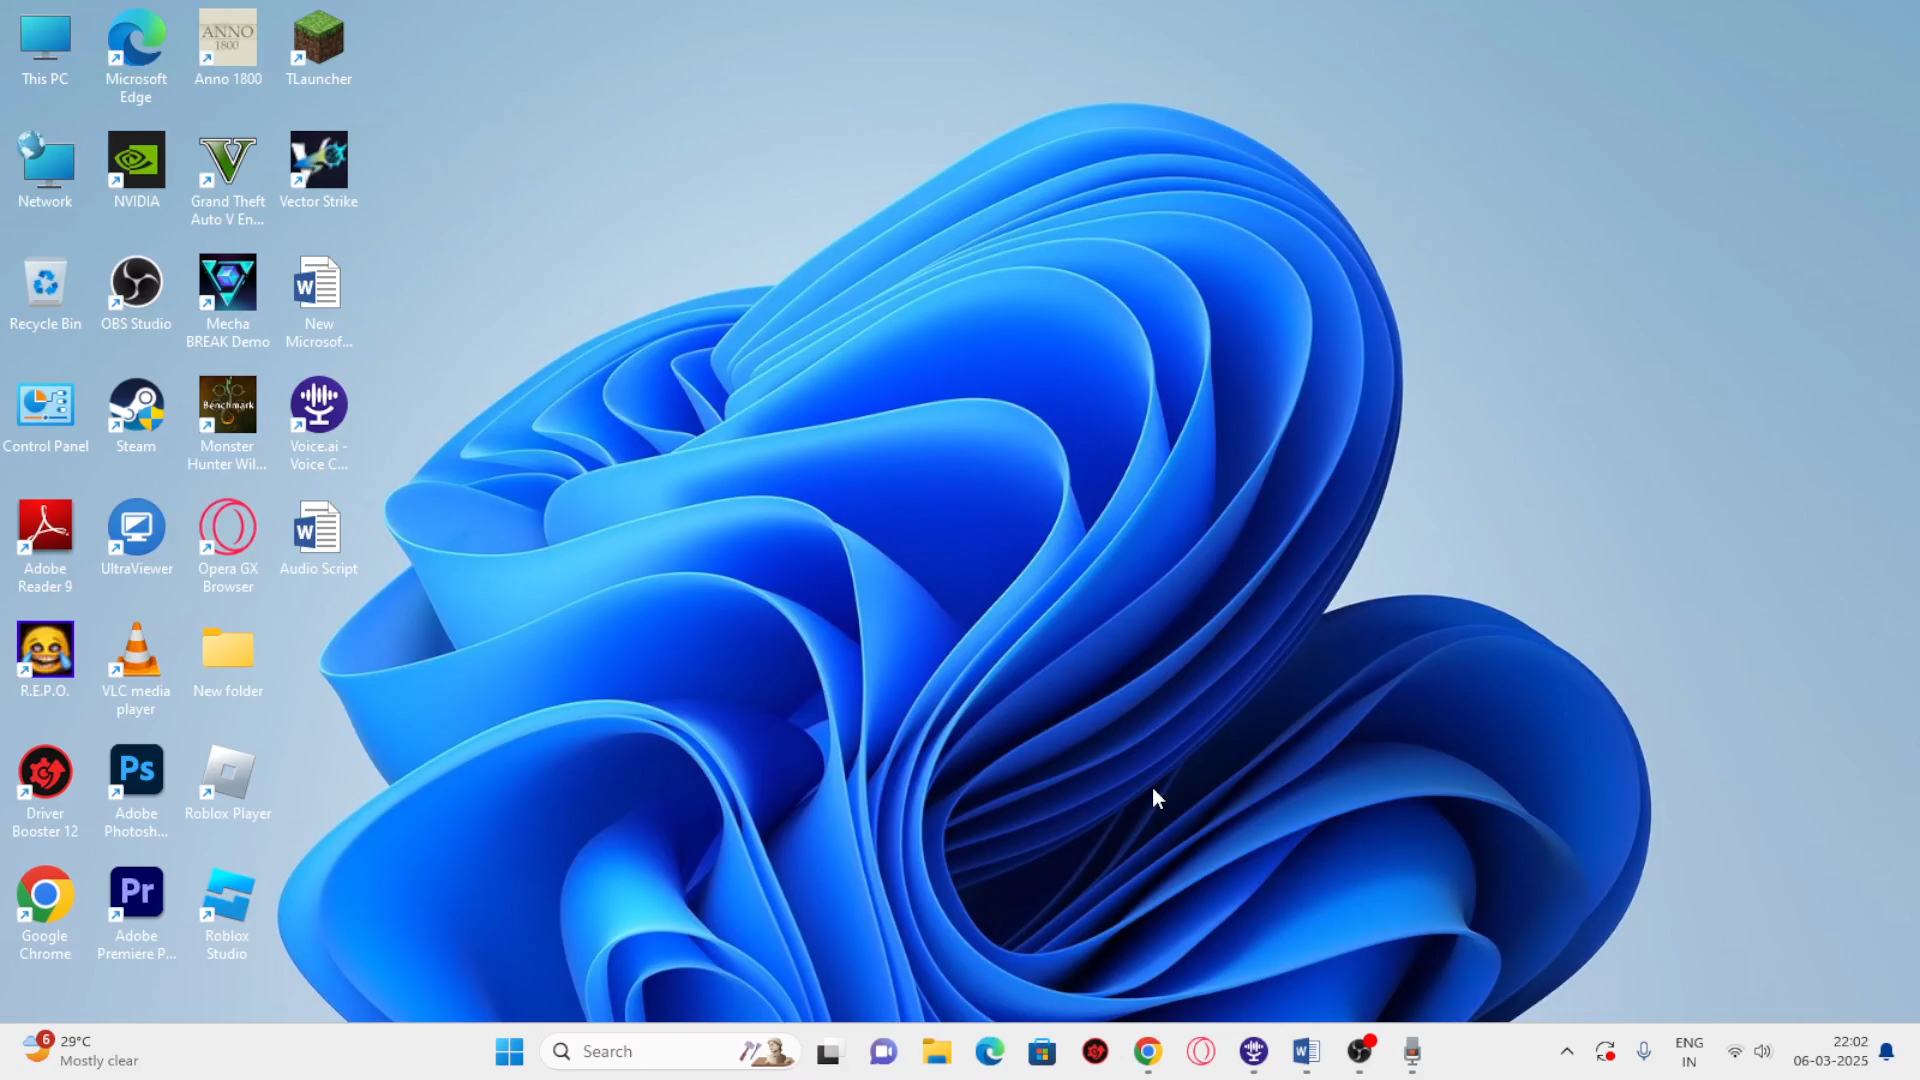 This PC
Microsoft
Edge
ANNO
1800
Anno 1800
TLauncher
Network
NVIDIA
Grand Theft
Auto V En...
Vector Strike
Recycle Bin
OBS Studio
Mecha
BREAK Demo
W
New
Microsof...
Control Panel
Steam
Benchmark
Monster
Hunter Wil...
Voice.ai -
Voice C...
Adobe
Reader 9
UltraViewer
Opera GX
Browser
W
Audio Script
R.E.P.O.
VLC media
player
New folder
Driver
Booster 12
Ps
Adobe
Photosh...
Roblox Player
Google
Chrome
Pr
Adobe
Premiere P...
Roblox
Studio
6
29°C
Mostly clear
Search
W
ENG
IN
22:02
06-03-2025